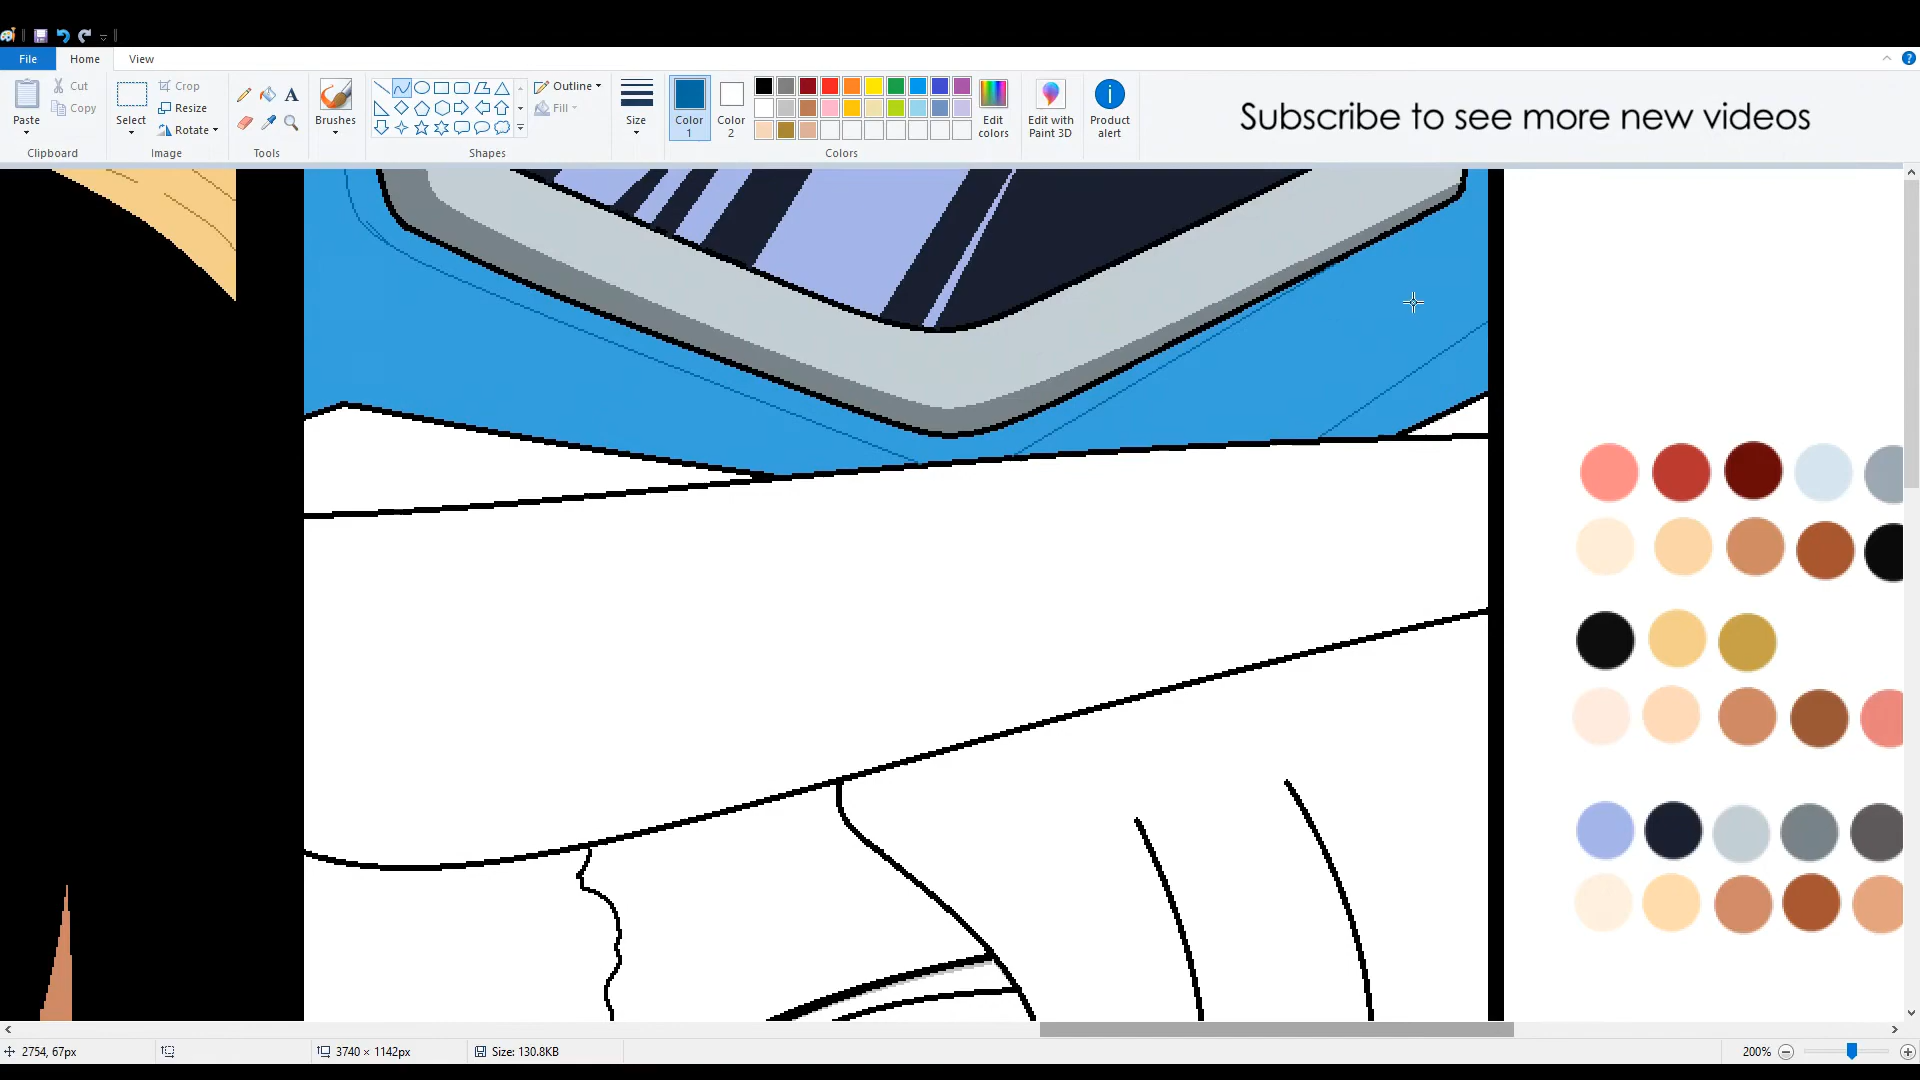 File Home View
Paste
Cut
Copy
Clipboard
Select
Crop
Resize
Rotate
Image
A
Tools
Brushes
Outline
Fill
Shapes
Size
Color 1
Color 2
Edit colors
Colors
Edit with Paint 3D
Product alert
Subscribe to see more new videos
2754, 67px
3740 × 1142px
Size: 130.8KB
200%